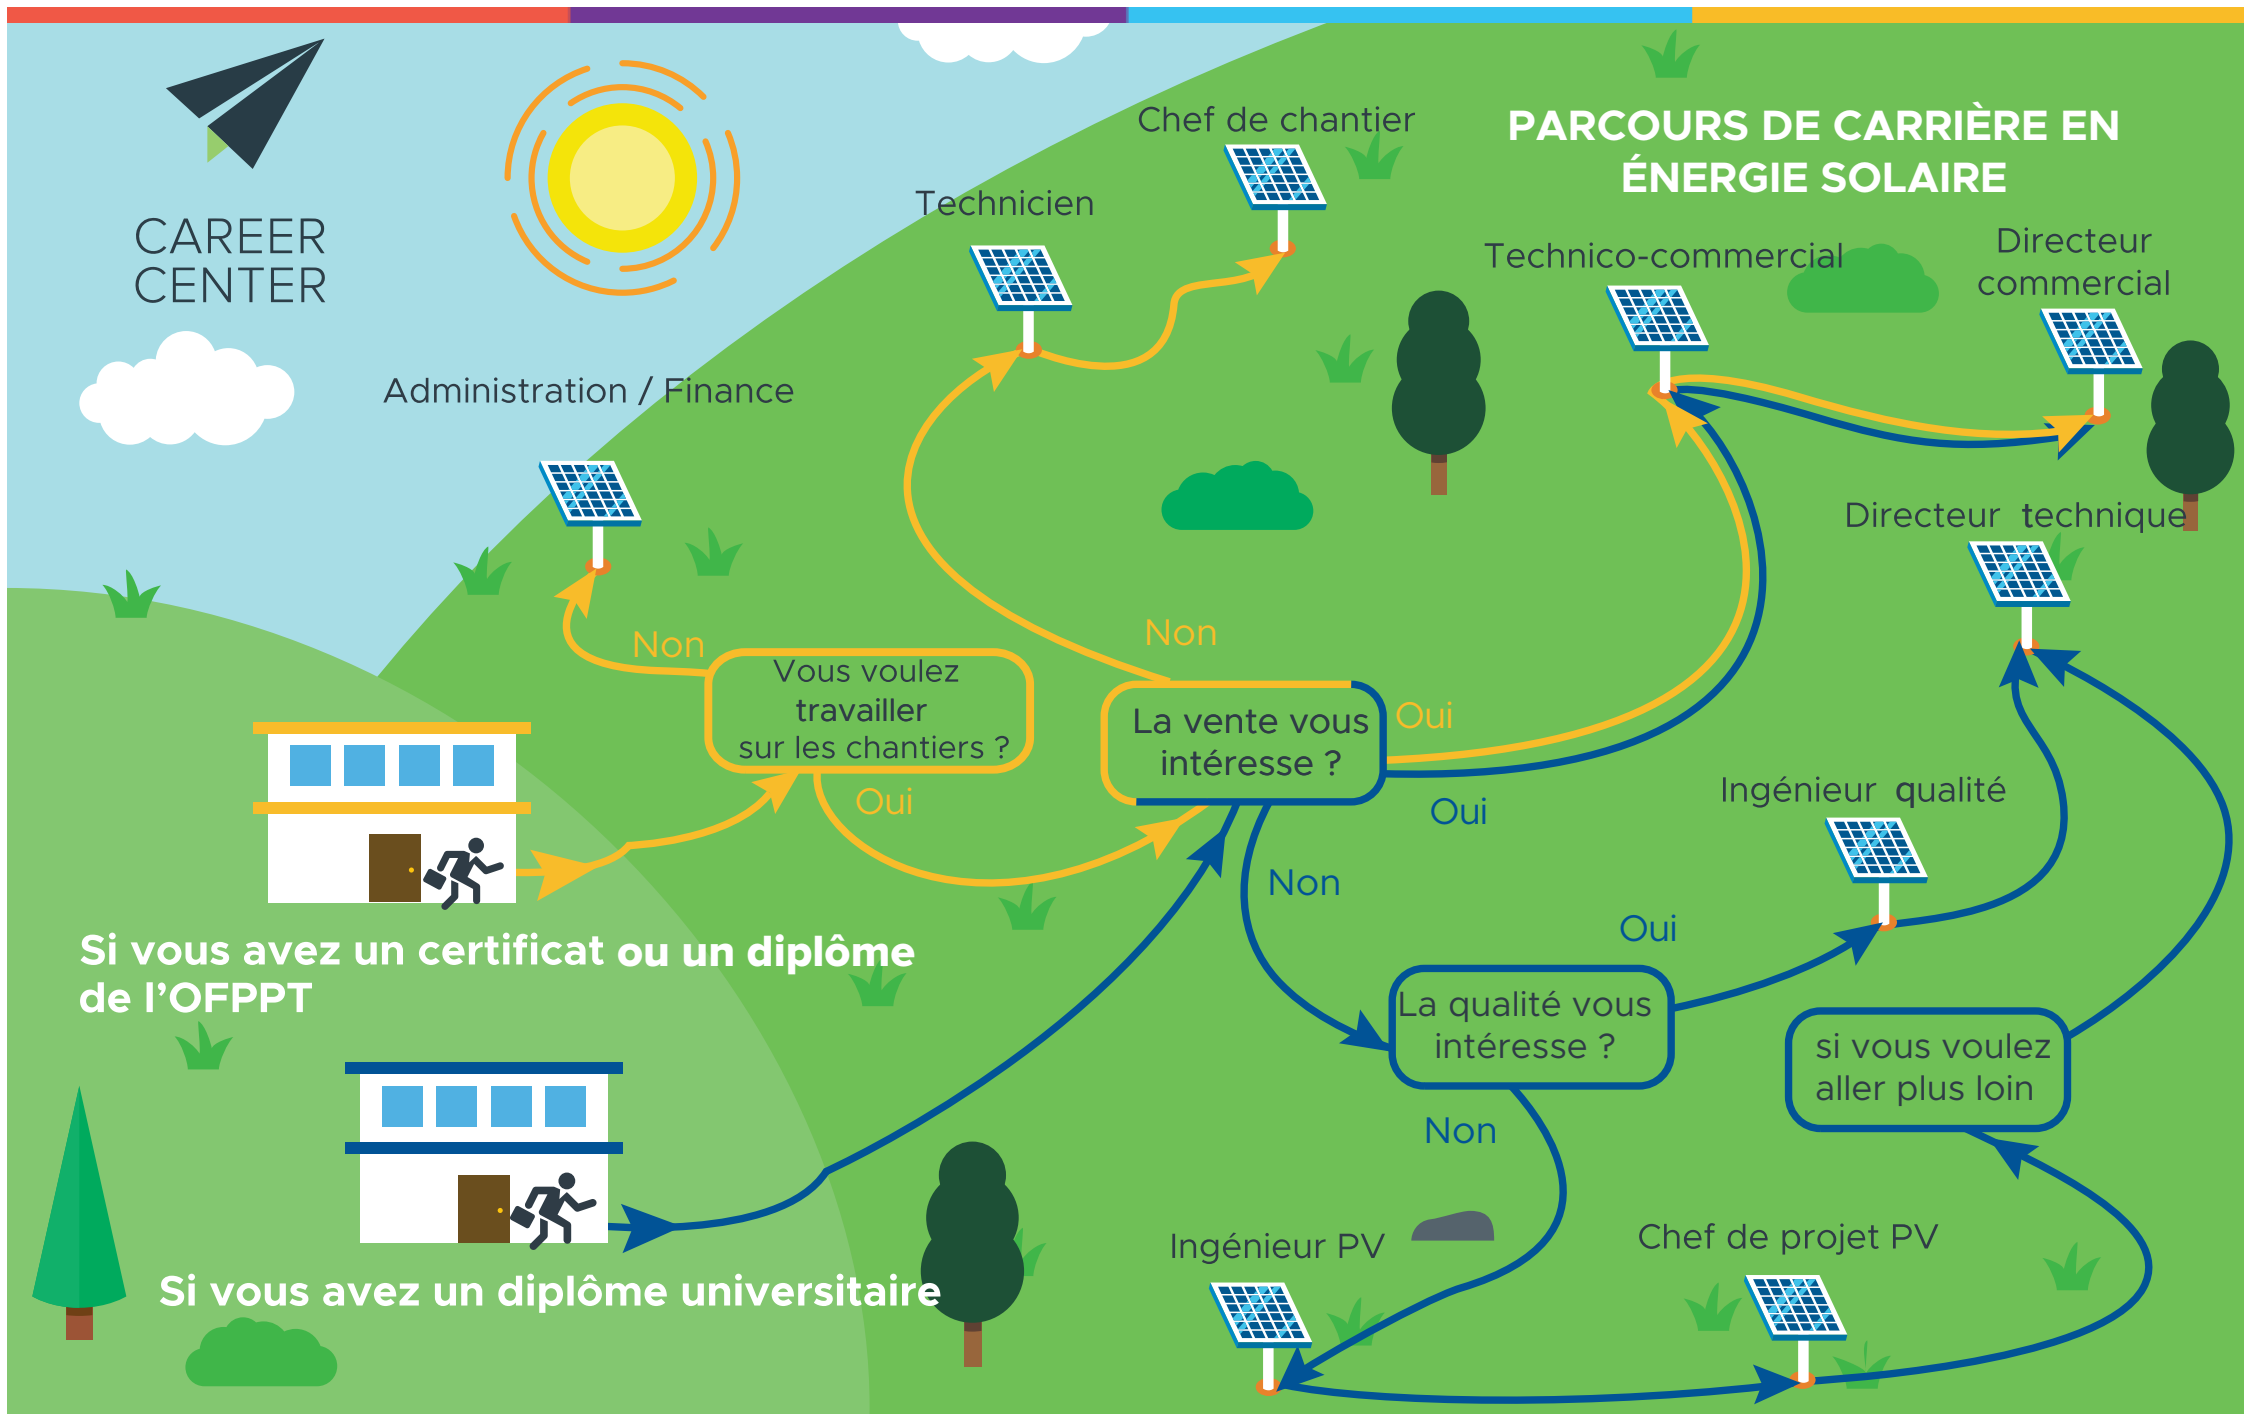 CAREER
CENTER
PARCOURS DE CARRIÈRE EN
ÉNERGIE SOLAIRE
Chef de chantier
Technicien
Technico-commercial
Directeur
commercial
Administration / Finance
Directeur technique
Non
Vous voulez
travailler
sur les chantiers ?
Oui
Non
La vente vous
intéresse ?
Oui
Oui
Non
Ingénieur qualité
Oui
La qualité vous
intéresse ?
Non
si vous voulez
aller plus loin
Si vous avez un certificat ou un diplôme
de l'OFPPT
Si vous avez un diplôme universitaire
Ingénieur PV
Chef de projet PV